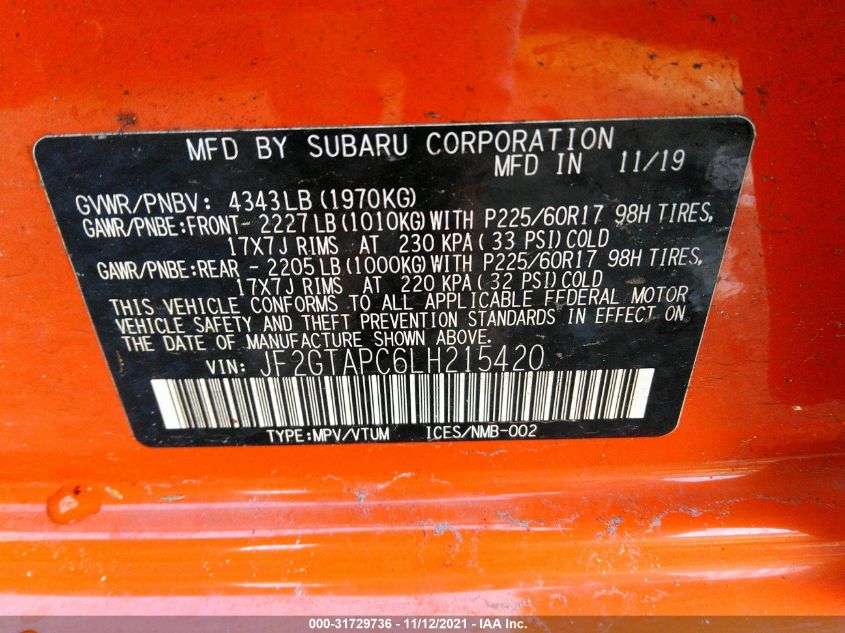 MFD BY SUBARU CORPORATION
MFD IN 11/19
GVWR/PNBV: 4343LB (1970KG)
GAWR/PNBE:FRONT- 2227LB (1010KG) WITH P225/60R17 98H TIRES,
17X7J RIMS AT 230 KPA ( 33 PSI) COLD
GAWR/PNBE:REAR - 2205LB (1000KG) WITH P225/60R17 98H TIRES,
17X7J RIMS AT 220 KPA ( 32 PSI) COLD
THIS VEHICLE CONFORMS TO ALL APPLICABLE FEDERAL MOTOR
VEHICLE SAFETY AND THEFT PREVENTION STANDARDS IN EFFECT ON
THE DATE OF MANUFACTURE SHOWN ABOVE.
VIN: JF2GTAPC6LH215420
TYPE:MPV/VTUM ICES/NMB-002
000-31729736 - 11/12/2021 - IAA Inc.